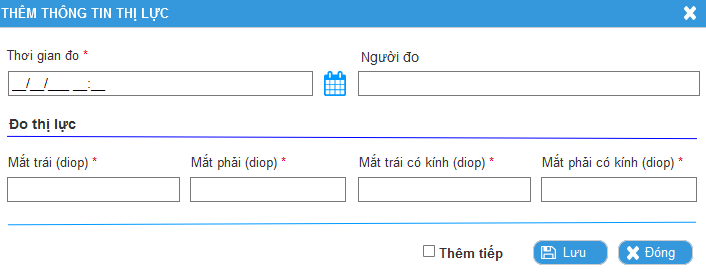 THÊM THÔNG TIN THỊ LỰC
Thơi gian đo * Người đo
__/__/___ __:__
Đo thị lực
Mắt trái (diop) * Mắt phải (diop) * Mắt trái có kính (diop) * Mắt phải có kính (diop) *
Thêm tiếp Lưu Đóng